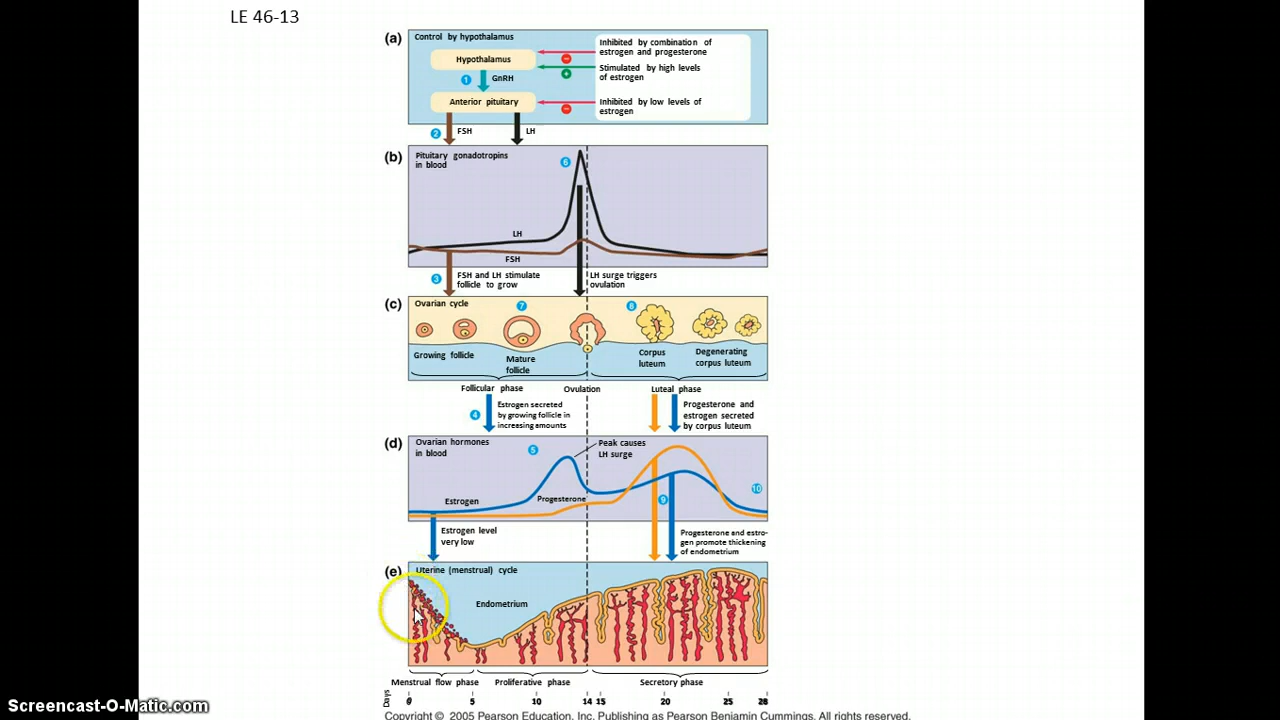 LE 46-13
(a)
Control by hypothalamus
Inhibited by combination of
estrogen and progesterone
Hypothalamus
−
Stimulated by high levels
of estrogen
+
1
GnRH
Anterior pituitary
Inhibited by low levels of
estrogen
−
2
FSH
LH
(b)
Pituitary gonadotropins
in blood
6
LH
FSH
3
FSH and LH stimulate
follicle to grow
LH surge triggers
ovulation
(c)
Ovarian cycle
7
8
Growing follicle
Mature
follicle
Corpus
luteum
Degenerating
corpus luteum
Follicular phase
Ovulation
Luteal phase
4
Estrogen secreted
by growing follicle in
increasing amounts
Progesterone and
estrogen secreted
by corpus luteum
(d)
Ovarian hormones
in blood
5
Peak causes
LH surge
10
Estrogen
Progesterone
9
Estrogen level
very low
Progesterone and estro-
gen promote thickening
of endometrium
(e)
Uterine (menstrual) cycle
Endometrium
Menstrual flow phase
Proliferative phase
Secretory phase
Days
0 5 10 14 15 20 25 28
Copyright © 2005 Pearson Education, Inc. Publishing as Pearson Benjamin Cummings. All rights reserved.
Screencast-O-Matic.com